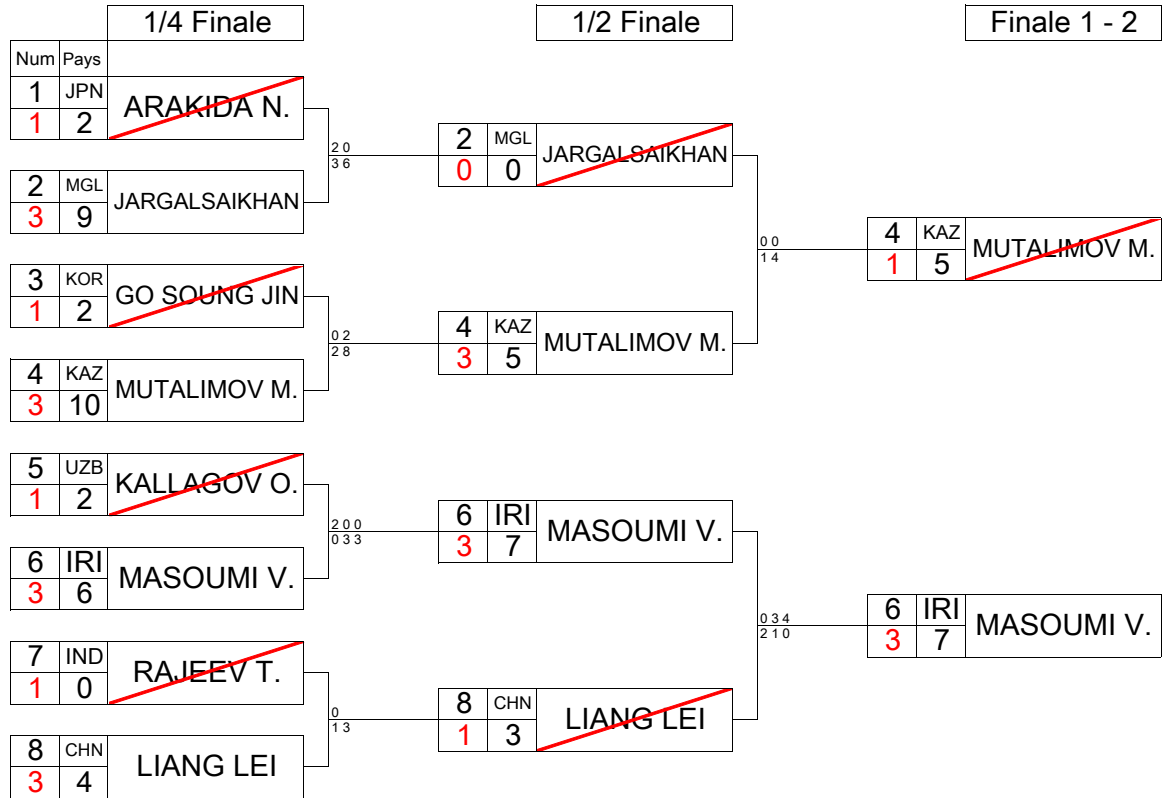 1/4 Finale 1/2 Finale Finale 1 - 2
Num Pays
1 JPN ARAKIDA N.
1 2
2 0
3 6
2 MGL JARGALSAIKHAN
0 0
2 MGL JARGALSAIKHAN
3 9
0 0
1 4
4 KAZ MUTALIMOV M.
1 5
3 KOR GO SOUNG JIN
1 2
0 2
2 8
4 KAZ MUTALIMOV M.
3 5
4 KAZ MUTALIMOV M.
3 10
5 UZB KALLAGOV O.
1 2
2 0 0
0 3 3
6 IRI MASOUMI V.
3 7
6 IRI MASOUMI V.
3 6
0 3 4
2 1 0
6 IRI MASOUMI V.
3 7
7 IND RAJEEV T.
1 0
0
1 3
8 CHN LIANG LEI
1 3
8 CHN LIANG LEI
3 4